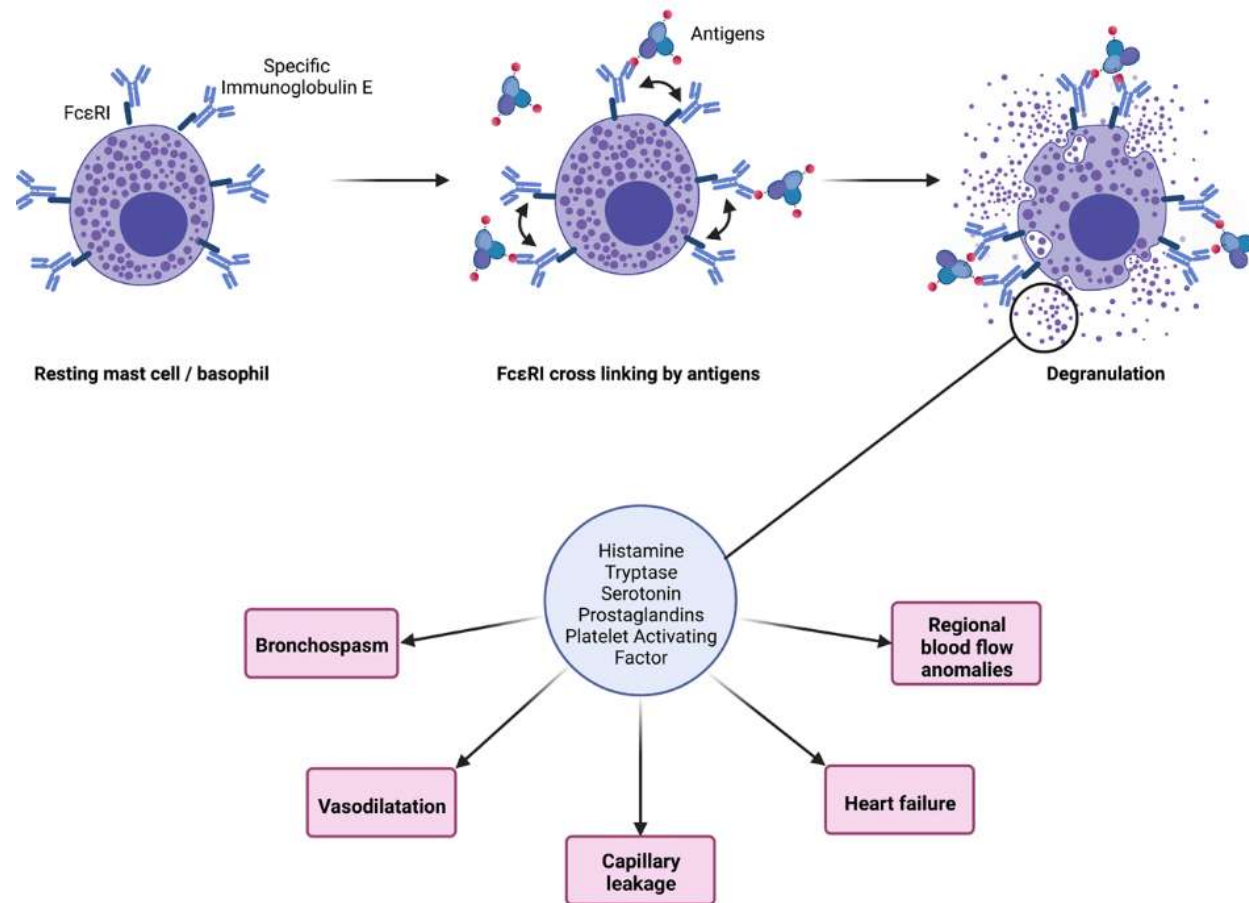 Antigens
Specific
Immunoglobulin E
FcεRI
Resting mast cell / basophil
FcεRI cross linking by antigens
Degranulation
Histamine
Tryptase
Serotonin
Prostaglandins
Platelet Activating
Factor
Bronchospasm
Regional
blood flow
anomalies
Vasodilatation
Heart failure
Capillary
leakage